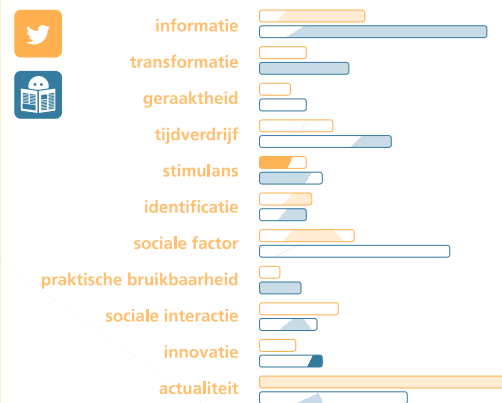 informatie
transformatie
geraaktheid
tijdverdrijf
stimulans
identificatie
sociale factor
praktische bruikbaarheid
sociale interactie
innovatie
actualiteit